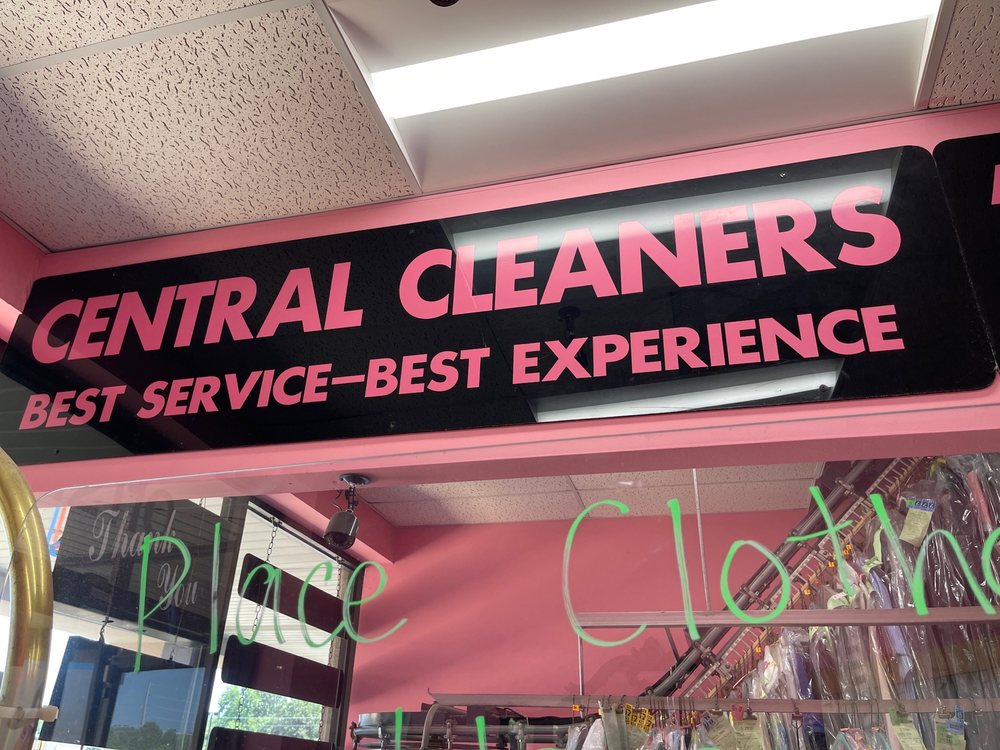 CENTRAL CLEANERS
BEST SERVICE–BEST EXPERIENCE
Thank
You
Place Clothe